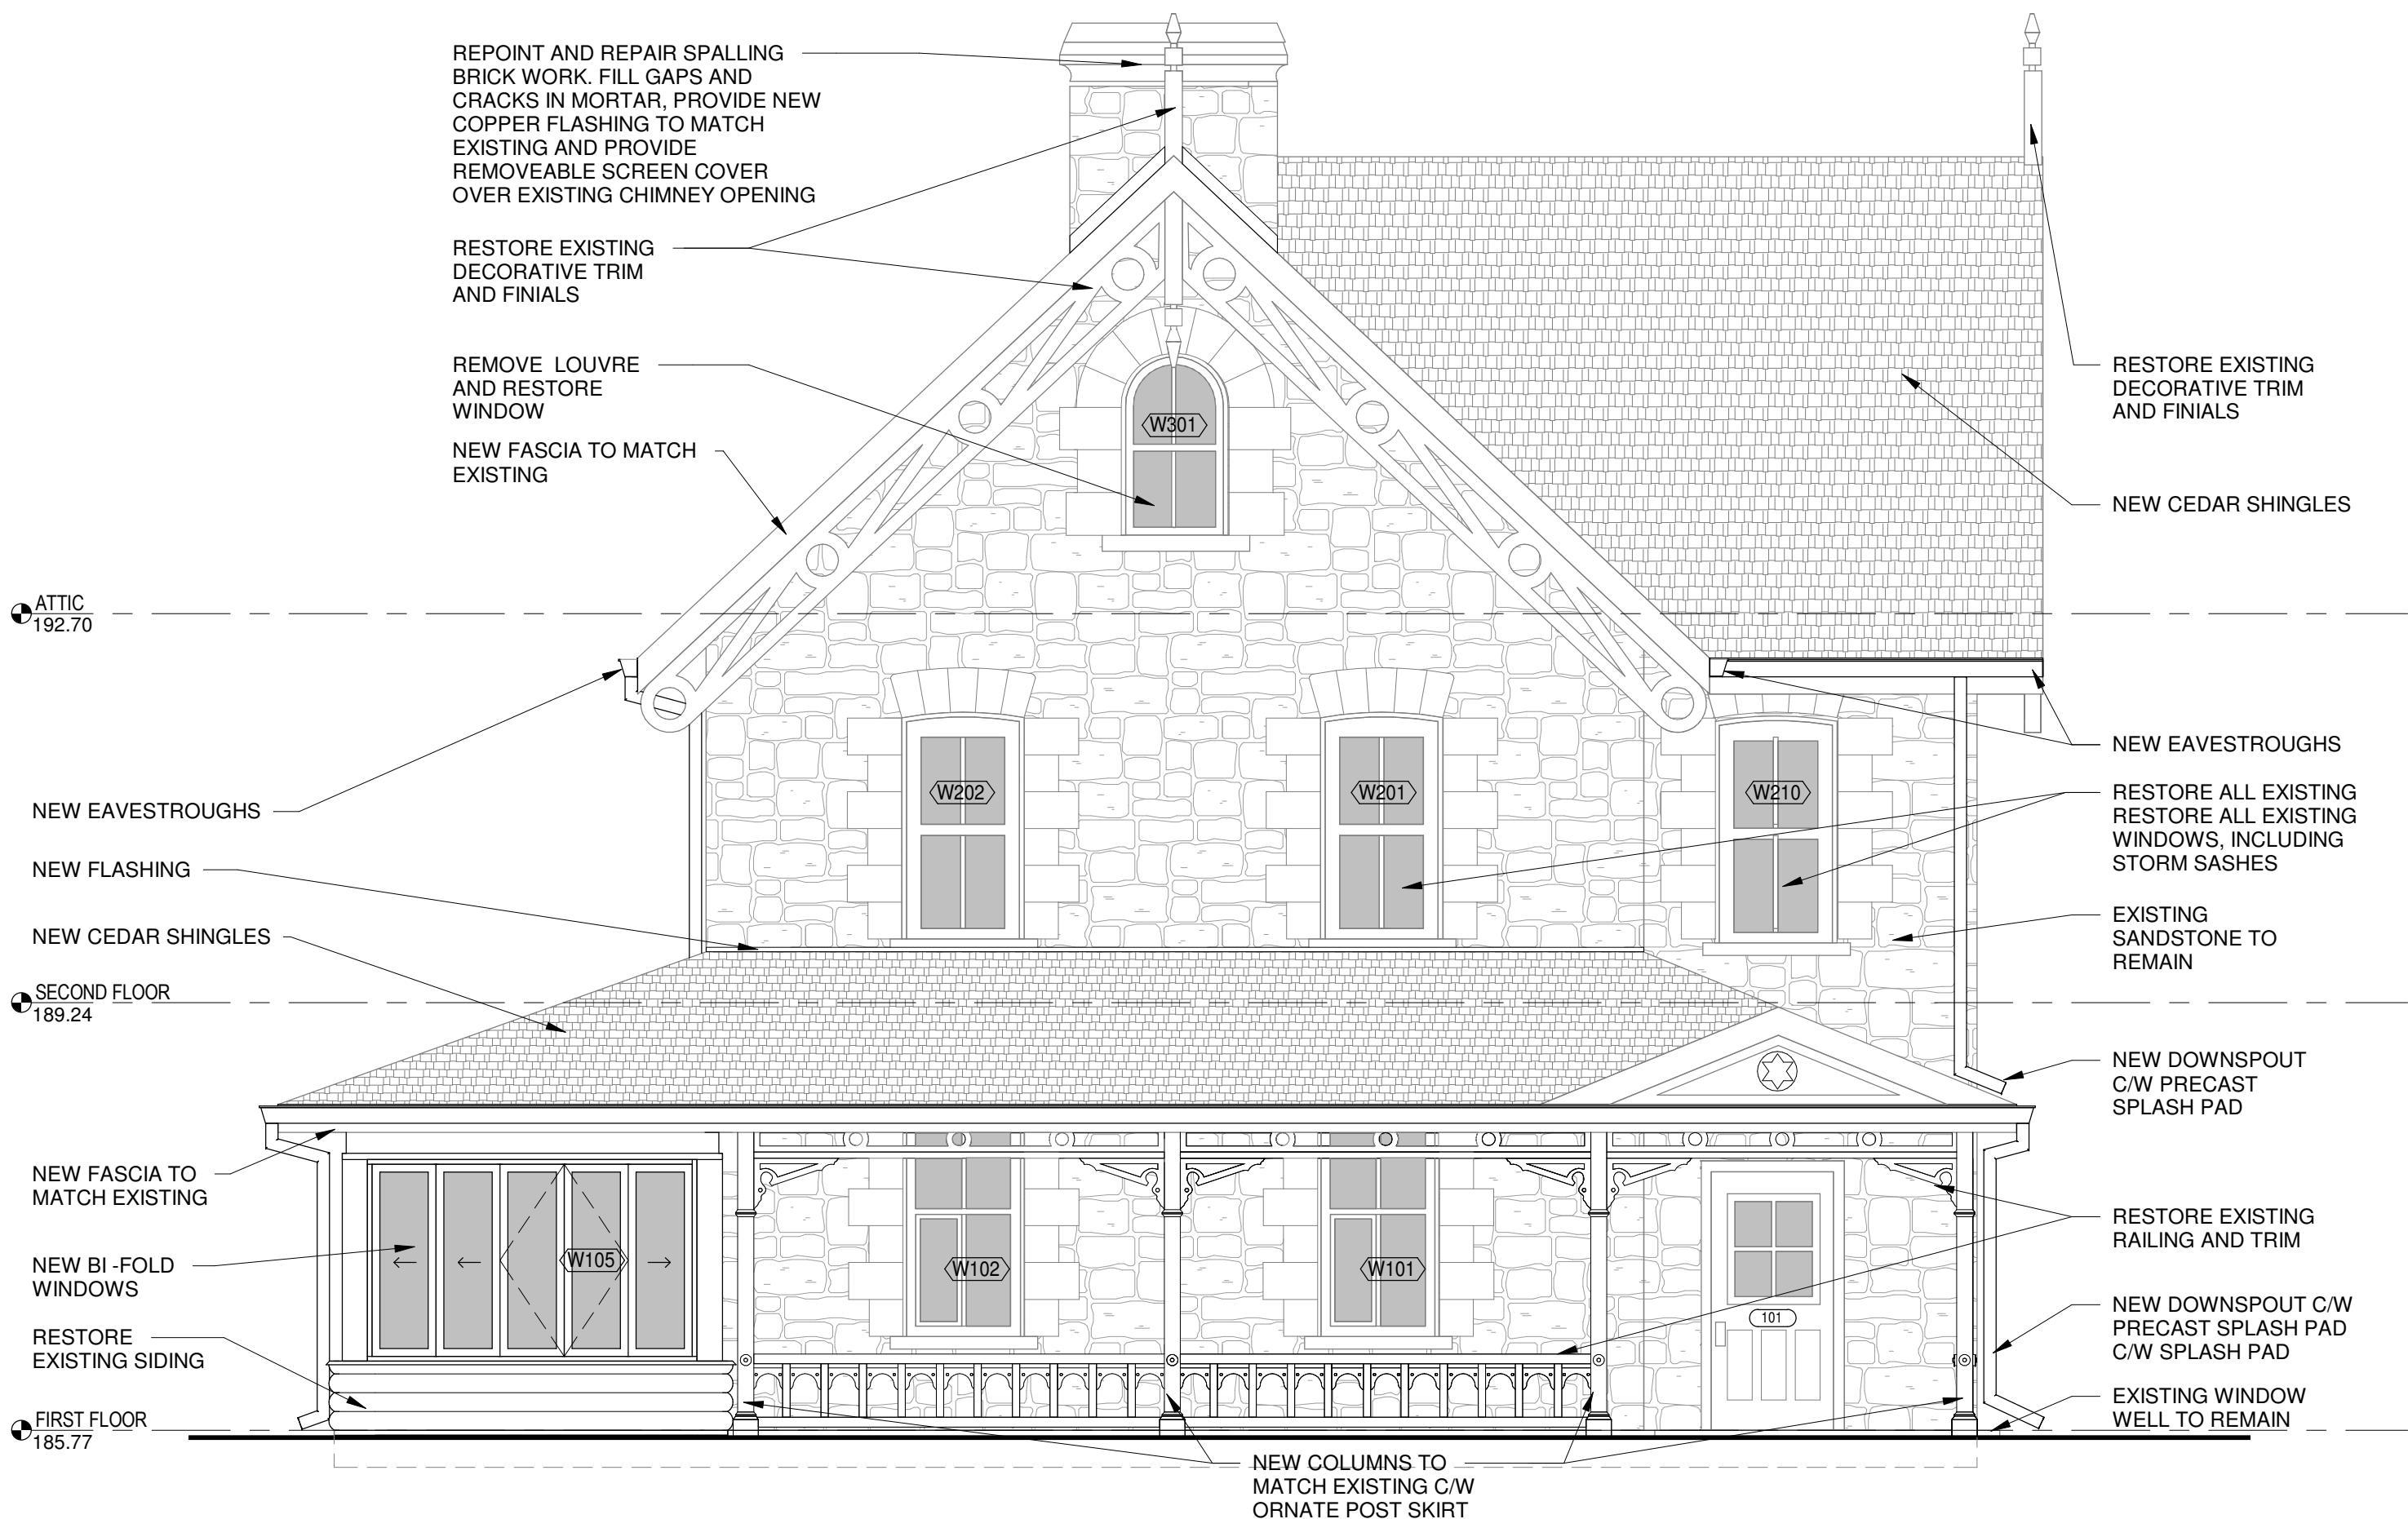 REPOINT AND REPAIR SPALLING
BRICK WORK. FILL GAPS AND
CRACKS IN MORTAR, PROVIDE NEW
COPPER FLASHING TO MATCH
EXISTING AND PROVIDE
REMOVEABLE SCREEN COVER
OVER EXISTING CHIMNEY OPENING
RESTORE EXISTING
DECORATIVE TRIM
AND FINIALS
REMOVE LOUVRE
AND RESTORE
WINDOW
NEW FASCIA TO MATCH
EXISTING
W301
RESTORE EXISTING
DECORATIVE TRIM
AND FINIALS
NEW CEDAR SHINGLES
ATTIC
192.70
NEW EAVESTROUGHS
NEW FLASHING
NEW CEDAR SHINGLES
W202
W201
W210
NEW EAVESTROUGHS
RESTORE ALL EXISTING
RESTORE ALL EXISTING
WINDOWS, INCLUDING
STORM SASHES
EXISTING
SANDSTONE TO
REMAIN
SECOND FLOOR
189.24
NEW DOWNSPOUT
C/W PRECAST
SPLASH PAD
NEW FASCIA TO
MATCH EXISTING
NEW BI -FOLD
WINDOWS
RESTORE
EXISTING SIDING
W105
W102
W101
101
RESTORE EXISTING
RAILING AND TRIM
NEW DOWNSPOUT C/W
PRECAST SPLASH PAD
C/W SPLASH PAD
EXISTING WINDOW
WELL TO REMAIN
FIRST FLOOR
185.77
NEW COLUMNS TO
MATCH EXISTING C/W
ORNATE POST SKIRT